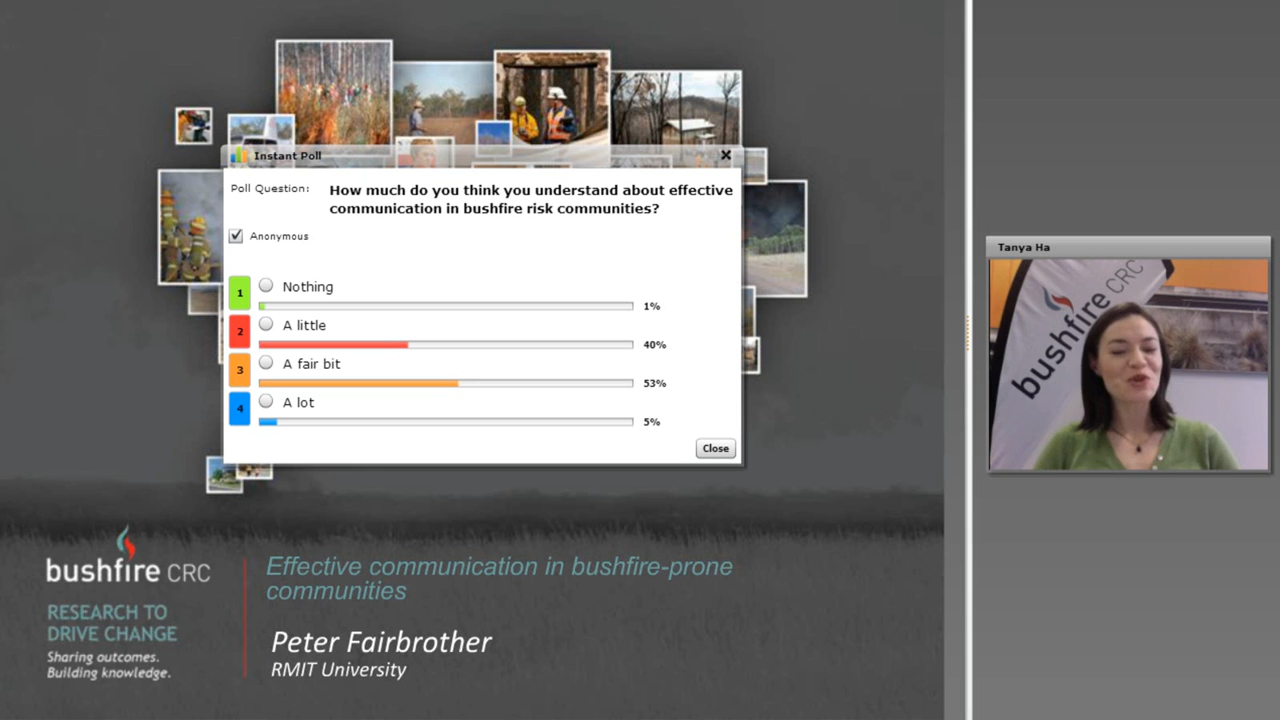 Instant Poll
Poll Question:
How much do you think you understand about effective
communication in bushfire risk communities?
Anonymous
1
Nothing
1%
2
A little
40%
3
A fair bit
53%
4
A lot
5%
Close
Tanya Ha
bushfire CRC
bushfire CRC
RESEARCH TO
DRIVE CHANGE
Sharing outcomes.
Building knowledge.
Effective communication in bushfire-prone
communities
Peter Fairbrother
RMIT University